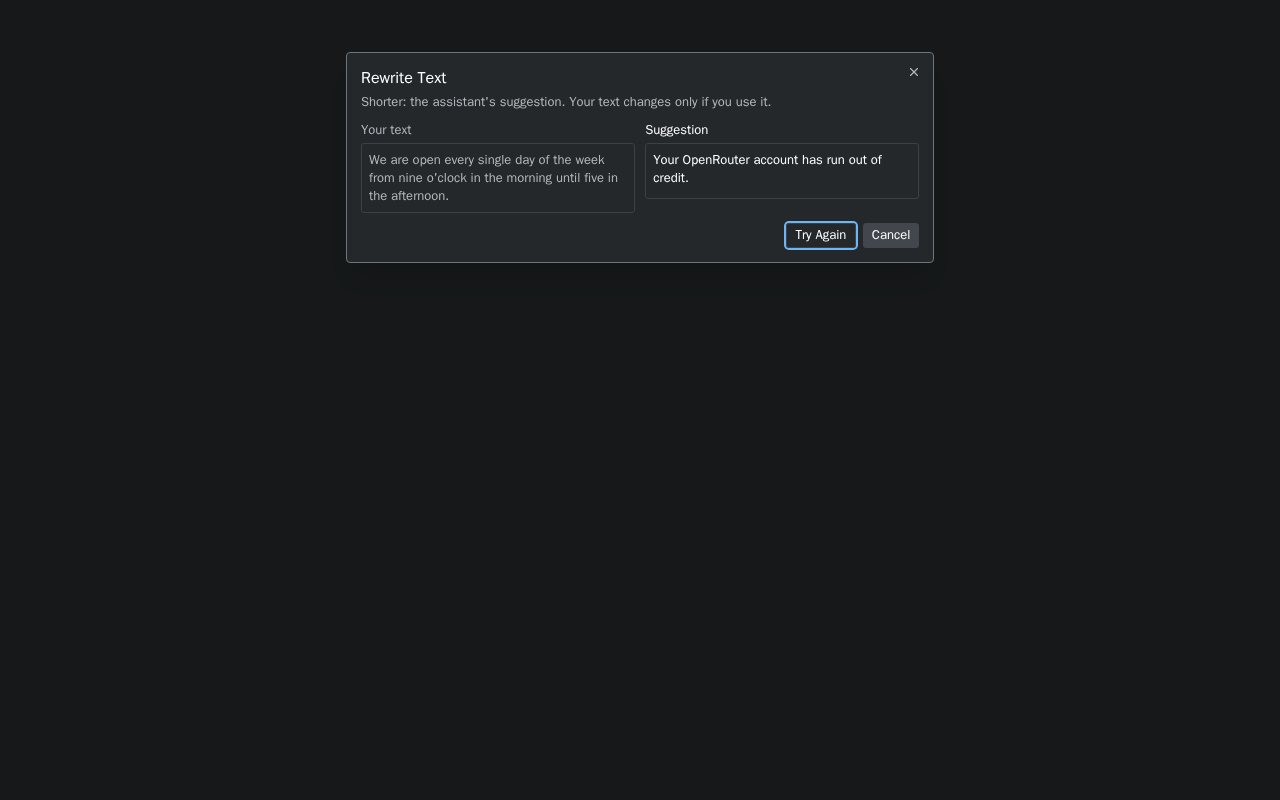 Rewrite Text
Shorter: the assistant's suggestion. Your text changes only if you use it.
Your text
We are open every single day of the week
from nine o'clock in the morning until five in
the afternoon.
Suggestion
Your OpenRouter account has run out of
credit.
Try Again
Cancel